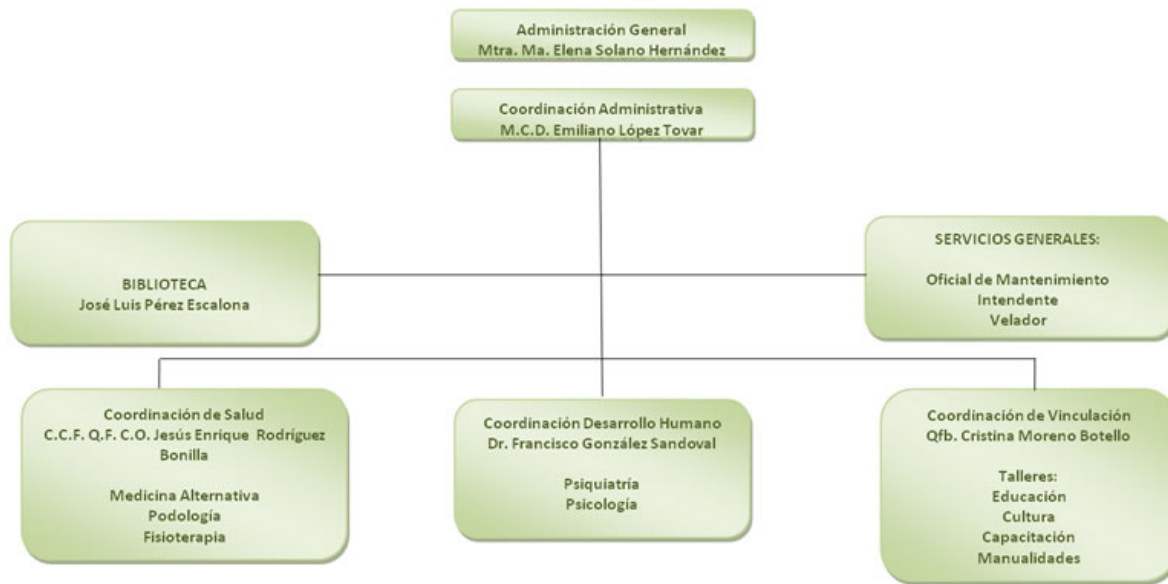 Administración General
Mtra. Ma. Elena Solano Hernández
Coordinación Administrativa
M.C.D. Emiliano López Tovar
BIBLIOTECA
José Luis Pérez Escalona
SERVICIOS GENERALES:
Oficial de Mantenimiento
Intendente
Velador
Coordinación de Salud
C.C.F. Q.F. C.O. Jesús Enrique Rodríguez
Bonilla
Medicina Alternativa
Podología
Fisioterapia
Coordinación Desarrollo Humano
Dr. Francisco González Sandoval
Psiquiatría
Psicología
Coordinación de Vinculación
Qfb. Cristina Moreno Botello
Talleres:
Educación
Cultura
Capacitación
Manualidades